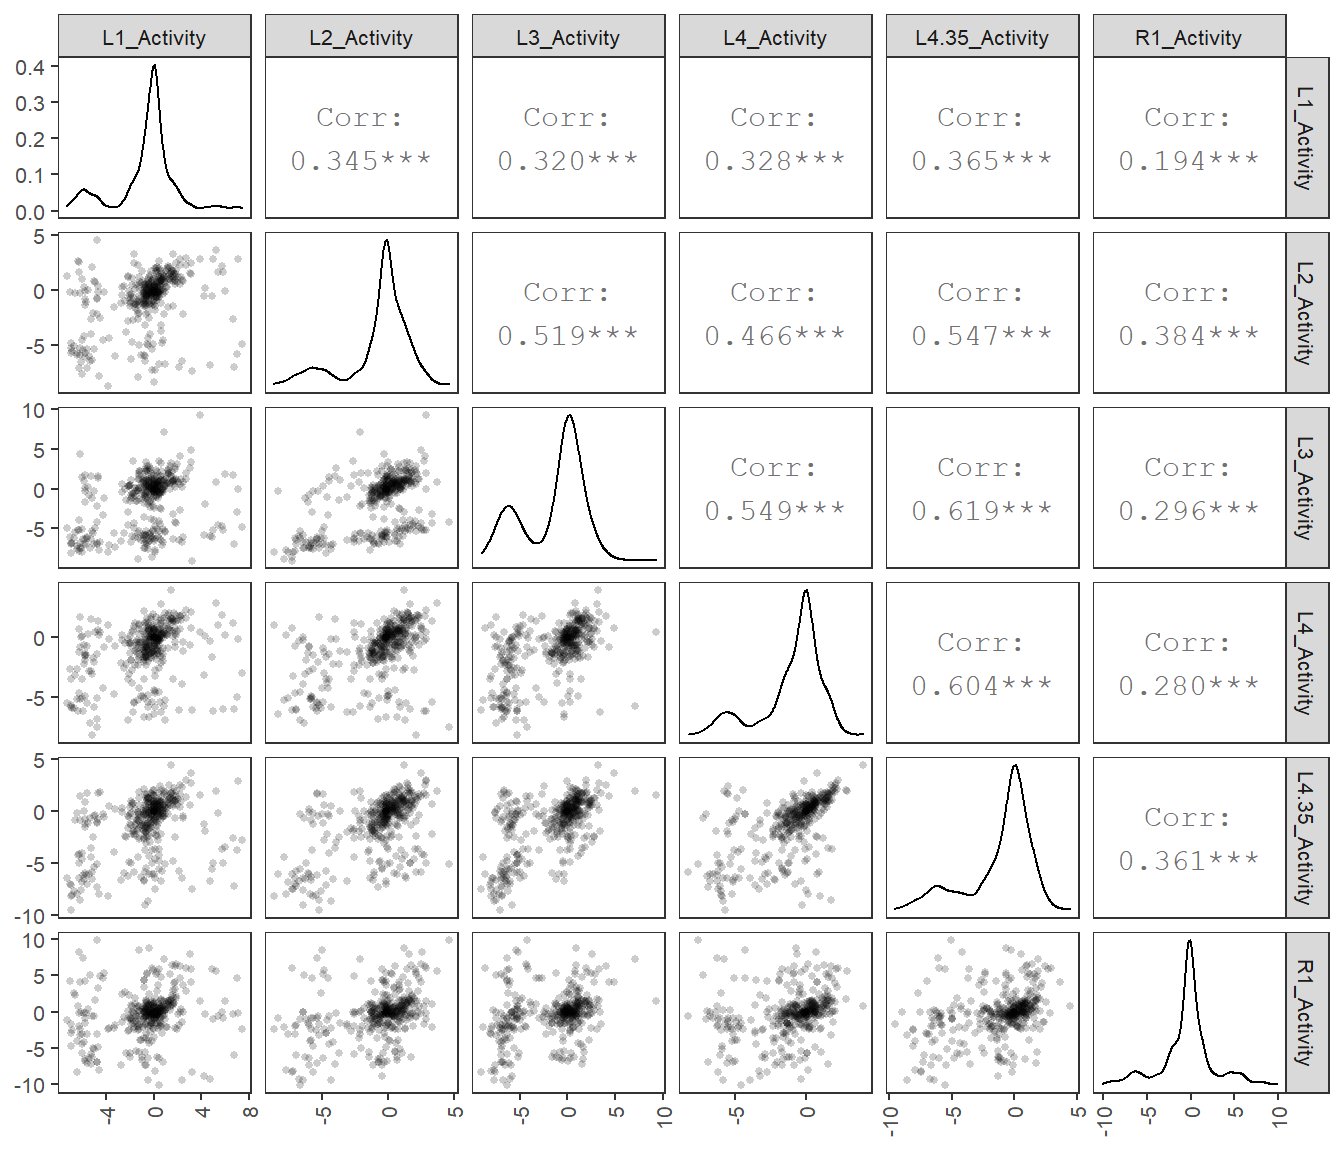 L1_Activity L2_Activity L3_Activity L4_Activity L4.35_Activity R1_Activity
0.4
0.3
0.2
0.1
0.0
Corr: Corr: Corr: Corr: Corr:
0.345*** 0.320*** 0.328*** 0.365*** 0.194***
L1_Activity
5
0
-5
Corr: Corr: Corr: Corr:
0.519*** 0.466*** 0.547*** 0.384***
L2_Activity
10
5
0
-5
Corr: Corr: Corr:
0.549*** 0.619*** 0.296***
L3_Activity
0
-5
Corr: Corr:
0.604*** 0.280***
L4_Activity
5
0
-5
-10
Corr:
0.361***
L4.35_Activity
10
5
0
-5
-10
R1_Activity
-4 0 4 8 -5 0 5 -5 0 5 10 -5 0 -10 -5 0 5 -10 -5 0 5 10